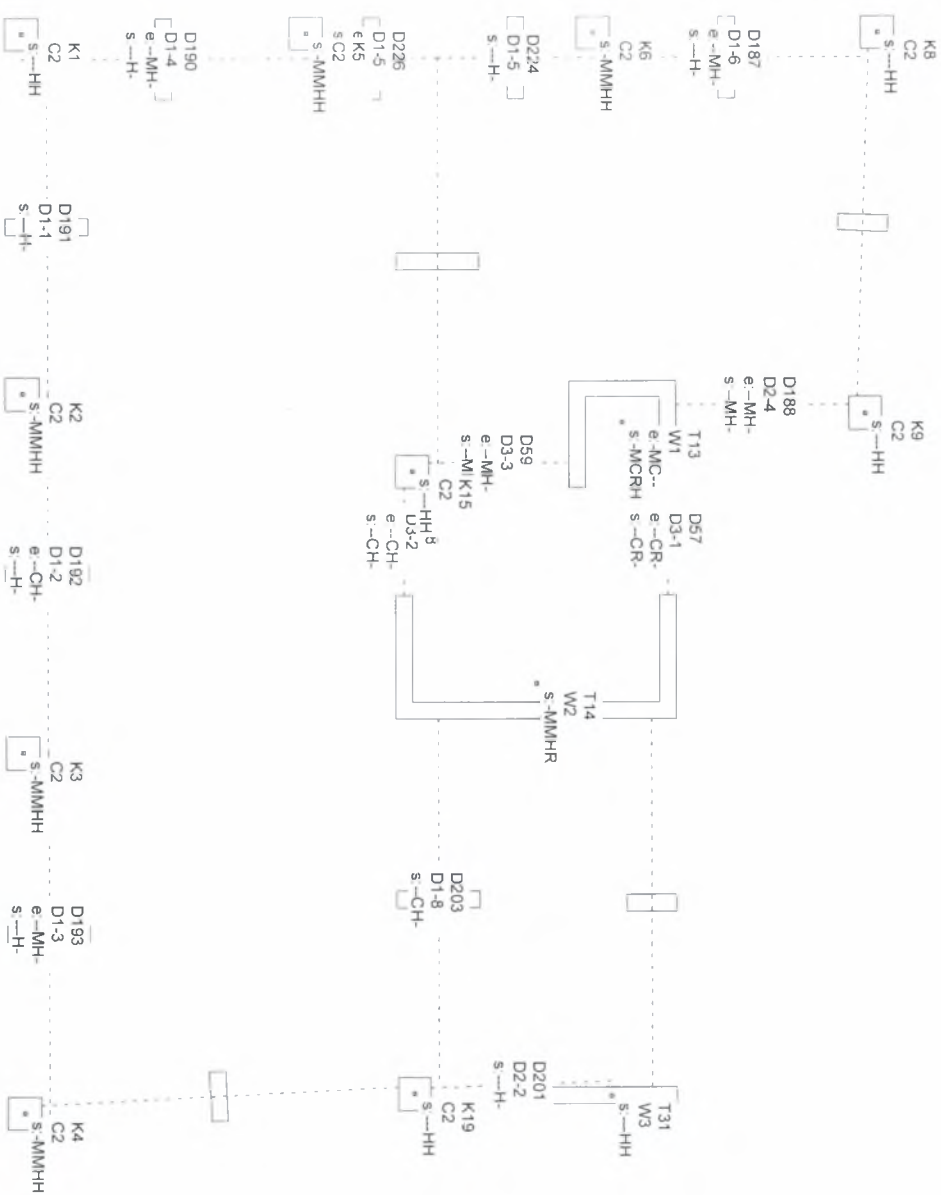 K8
C2
s:---HH
K9
C2
s:---HH
D187
D1-6
e:--MH-
s:---H-
D188
D2-4
e:--MH-
s:--MH-
T13
W1
e:-MC--
s:-MCRH
D57
D3-1
e:--CR-
s:--CR-
T31
W3
s:---HH
K6
C2
s:-MMHH
T14
W2
s:-MMHR
D224
D1-5
s:---H-
D59
D3-3
e:--MH-
s:--M
K15
C2
s:---HH
8
D3-2
e:--CH-
s:--CH-
D201
D2-2
s:---H-
D203
D1-8
s:--CH-
K19
C2
s:---HH
D226
D1-5
e K5
s C2
s:-MMHH
D190
D1-4
e:--MH-
s:---H-
K1
C2
s:---HH
D191
D1-1
s:---H-
K2
C2
s:-MMHH
D192
D1-2
e:--CH-
s:---H-
K3
C2
s:-MMHH
D193
D1-3
e:--MH-
s:---H-
K4
C2
s:-MMHH